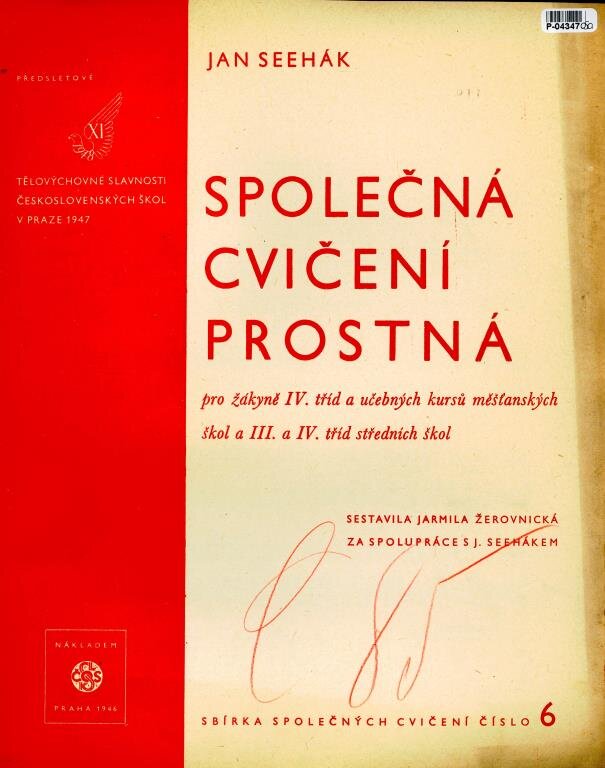 P-04347
JAN SEEHÁK
PŘEDSLETOVÉ
XI
1948
TĚLOVÝCHOVNÉ SLAVNOSTI
ČESKOSLOVENSKÝCH ŠKOL
V PRAZE 1947
SPOLEČNÁ
CVIČENÍ
PROSTNÁ
pro žákyně IV. tříd a učebných kursů měšťanských
škol a III. a IV. tříd středních škol
SESTAVILA JARMILA ŽEROVNICKÁ
ZA SPOLUPRÁCE S J. SEEHÁKEM
NÁKLADEM
PRAHA 1946
SBÍRKA SPOLEČNÝCH CVIČENÍ ČÍSLO 6